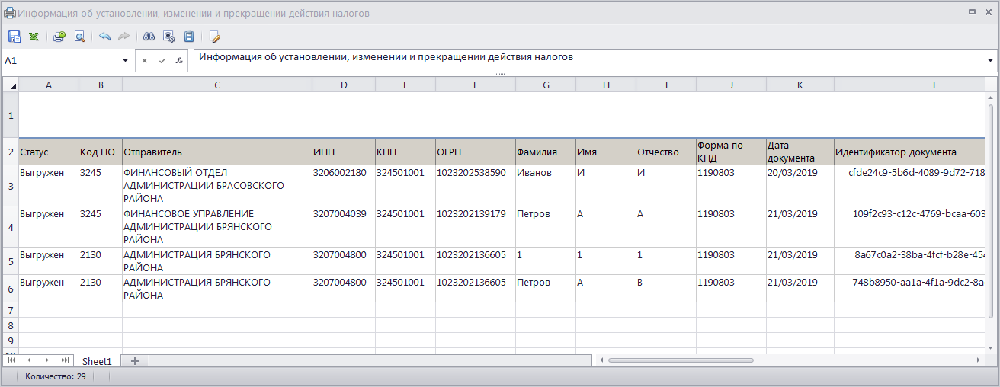 Информация об установлении, изменении и прекращении действия налогов
A1
Информация об установлении, изменении и прекращении действия налогов
A B C D E F G H I J K L
1
2 Статус Код НО Отправитель ИНН КПП ОГРН Фамилия Имя Отчество Форма по КНД Дата документа Идентификатор документа
3 Выгружен 3245 ФИНАНСОВЫЙ ОТДЕЛ АДМИНИСТРАЦИИ БРАСОВСКОГО РАЙОНА 3206002180 324501001 1023202538590 Иванов И И 1190803 20/03/2019 cfde24c9-5b6d-4089-9d72-718
4 Выгружен 3245 ФИНАНСОВОЕ УПРАВЛЕНИЕ АДМИНИСТРАЦИИ БРЯНСКОГО РАЙОНА 3207004039 324501001 1023202139179 Петров А А 1190803 21/03/2019 109f2c93-c12c-4769-bcaa-603
5 Выгружен 2130 АДМИНИСТРАЦИЯ БРЯНСКОГО РАЙОНА 3207004800 324501001 1023202136605 1 1 1 1190803 21/03/2019 8a67c0a2-38ba-4fcf-b28e-454
6 Выгружен 2130 АДМИНИСТРАЦИЯ БРЯНСКОГО РАЙОНА 3207004800 324501001 1023202136605 Петров А В 1190803 21/03/2019 748b8950-aa1a-4f1a-9dc2-8a
7
8
9
Sheet1
Количество: 29